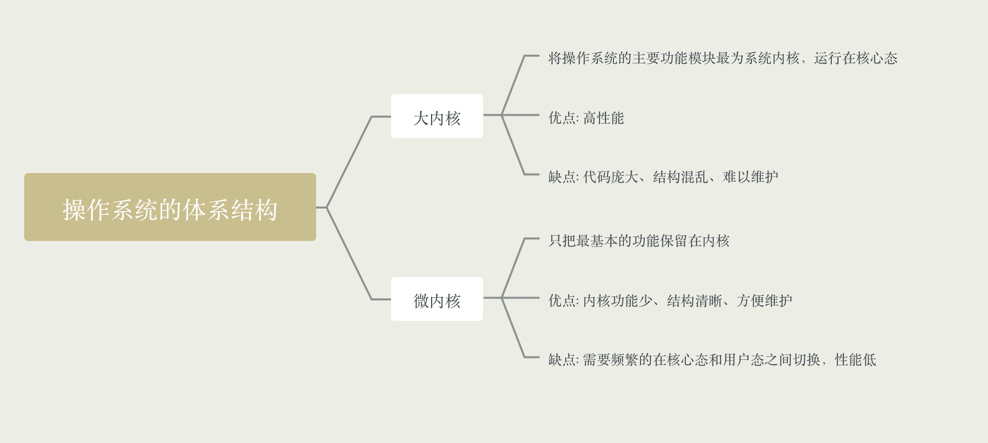 操作系统的体系结构
大内核
将操作系统的主要功能模块最为系统内核，运行在核心态
优点: 高性能
缺点: 代码庞大、结构混乱、难以维护
微内核
只把最基本的功能保留在内核
优点: 内核功能少、结构清晰、方便维护
缺点: 需要频繁的在核心态和用户态之间切换，性能低